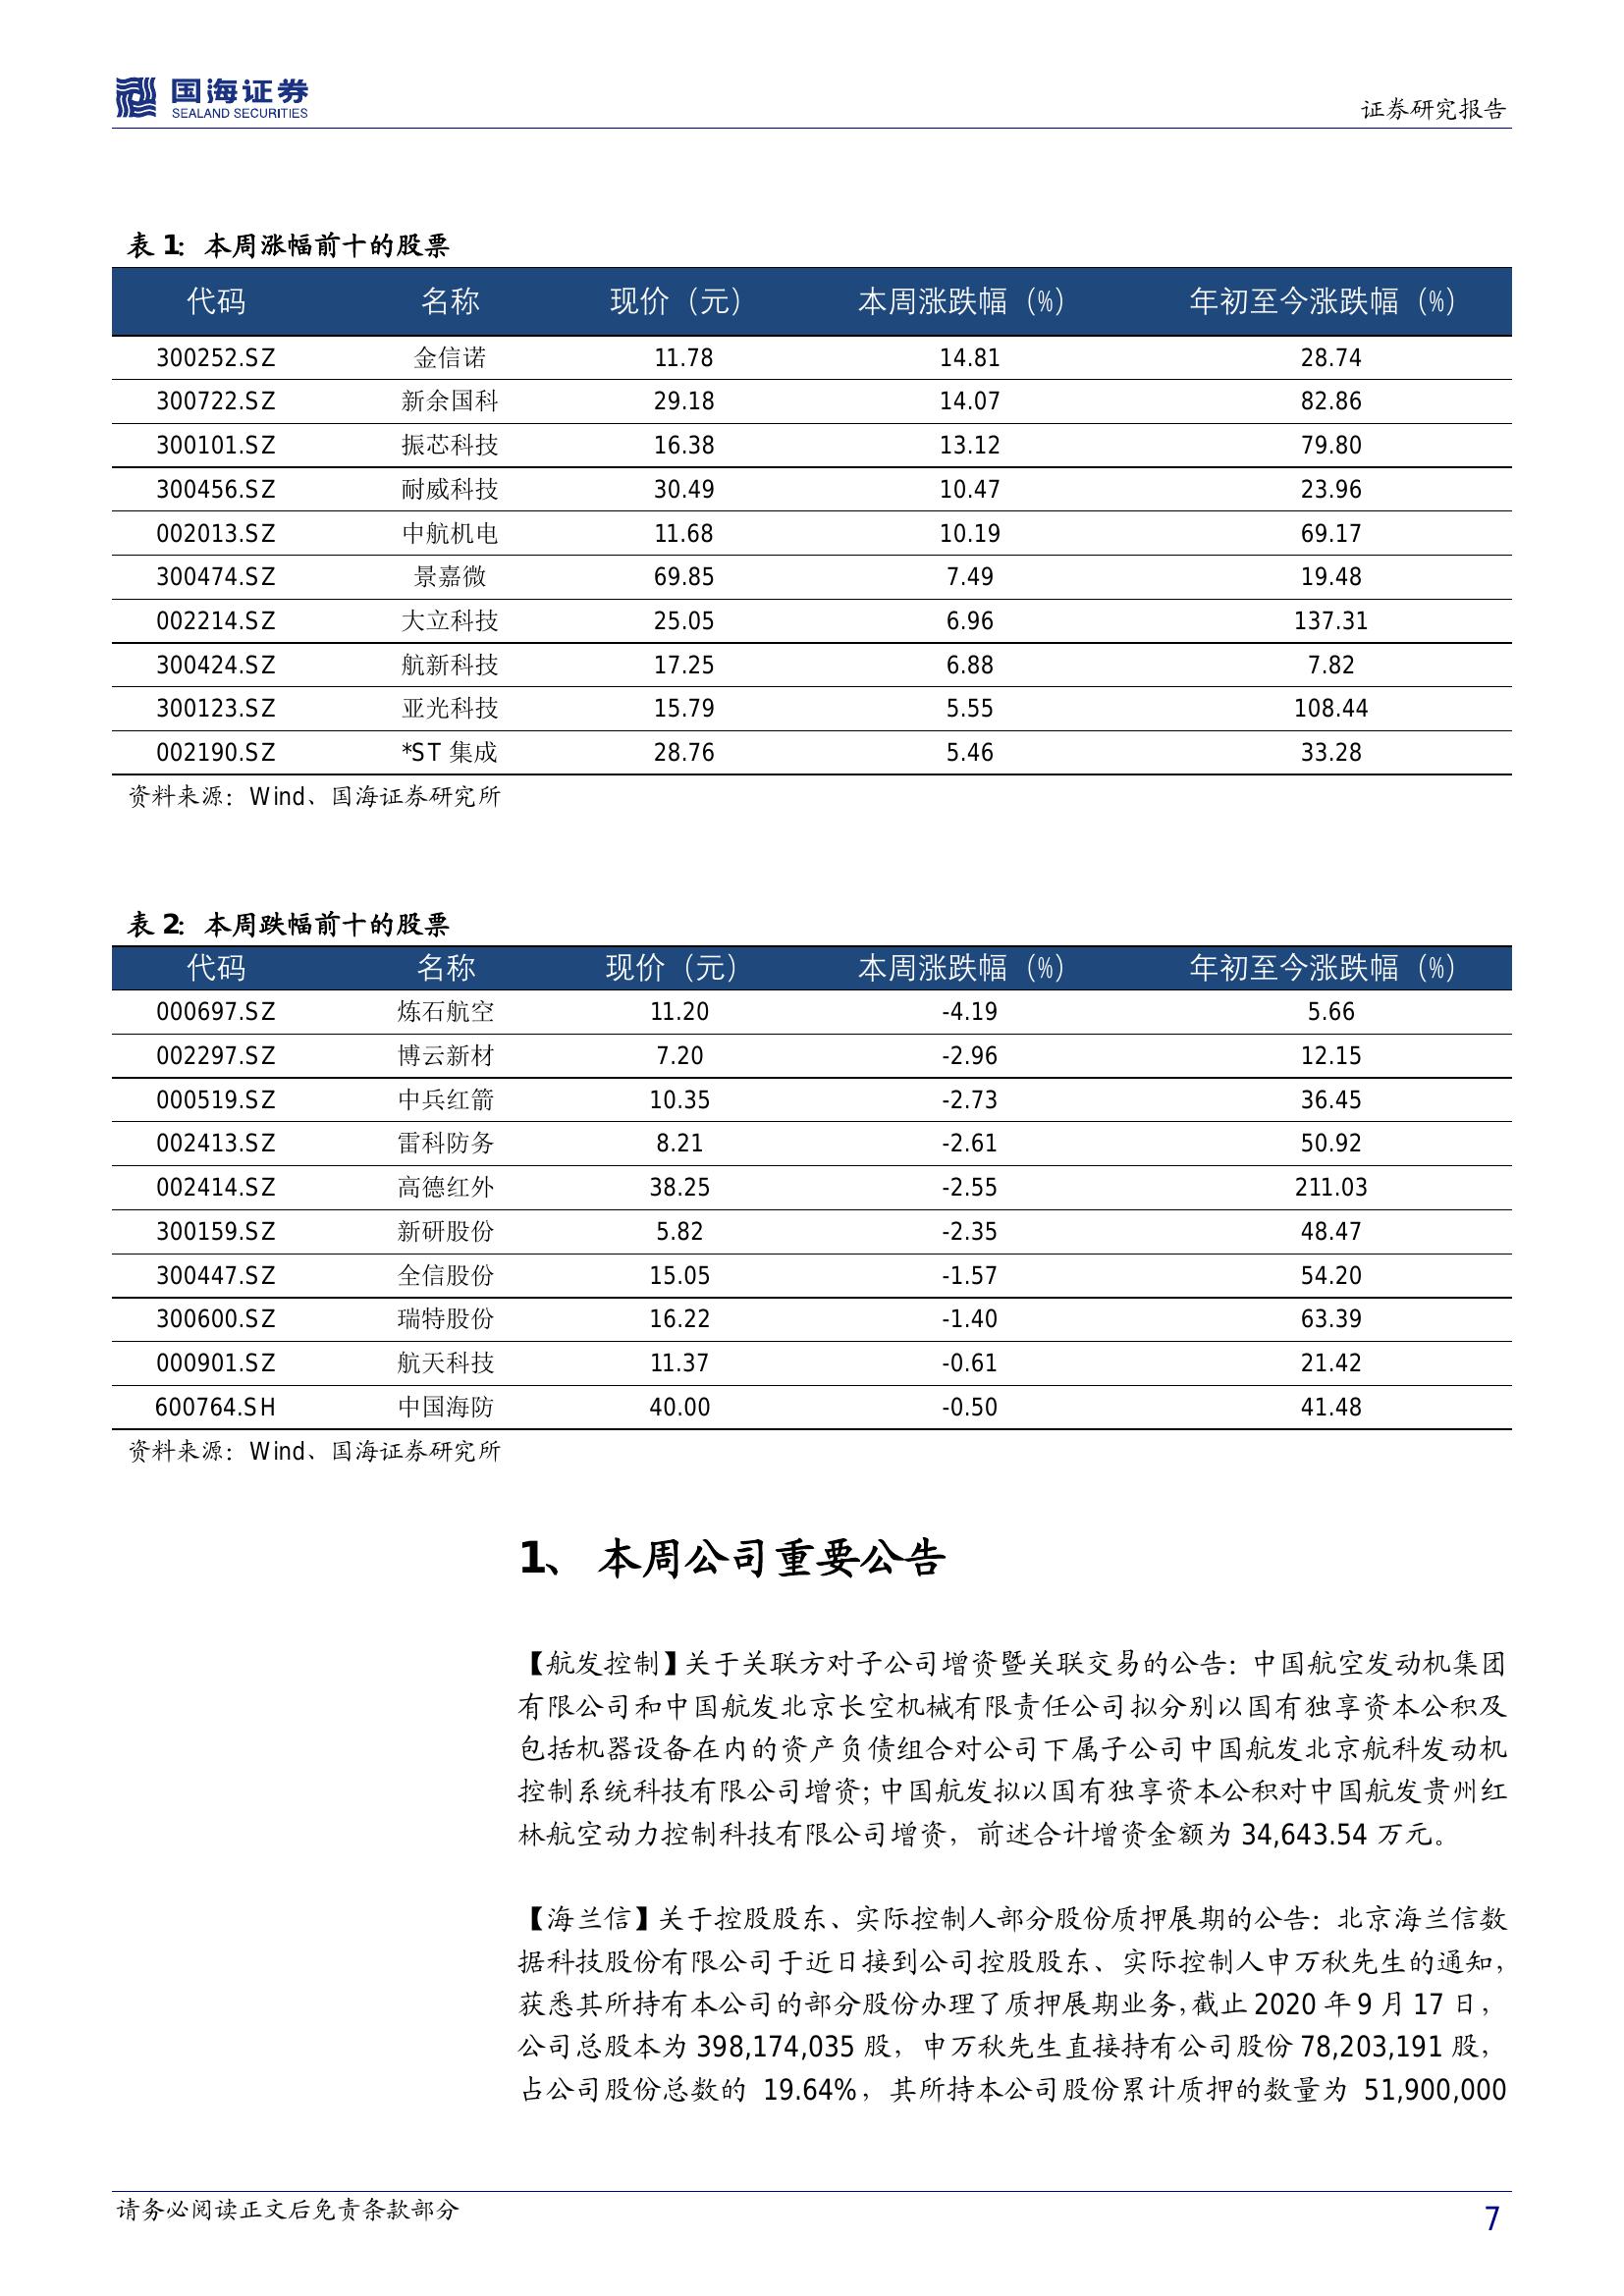 国海证券
SEALAND SECURITIES
证券研究报告
表 1：本周涨幅前十的股票
代码 名称 现价（元） 本周涨跌幅（%） 年初至今涨跌幅（%）
300252.SZ 金信诺 11.78 14.81 28.74
300722.SZ 新余国科 29.18 14.07 82.86
300101.SZ 振芯科技 16.38 13.12 79.80
300456.SZ 耐威科技 30.49 10.47 23.96
002013.SZ 中航机电 11.68 10.19 69.17
300474.SZ 景嘉微 69.85 7.49 19.48
002214.SZ 大立科技 25.05 6.96 137.31
300424.SZ 航新科技 17.25 6.88 7.82
300123.SZ 亚光科技 15.79 5.55 108.44
002190.SZ *ST 集成 28.76 5.46 33.28
资料来源：Wind、国海证券研究所
表 2：本周跌幅前十的股票
代码 名称 现价（元） 本周涨跌幅（%） 年初至今涨跌幅（%）
000697.SZ 炼石航空 11.20 -4.19 5.66
002297.SZ 博云新材 7.20 -2.96 12.15
000519.SZ 中兵红箭 10.35 -2.73 36.45
002413.SZ 雷科防务 8.21 -2.61 50.92
002414.SZ 高德红外 38.25 -2.55 211.03
300159.SZ 新研股份 5.82 -2.35 48.47
300447.SZ 全信股份 15.05 -1.57 54.20
300600.SZ 瑞特股份 16.22 -1.40 63.39
000901.SZ 航天科技 11.37 -0.61 21.42
600764.SH 中国海防 40.00 -0.50 41.48
资料来源：Wind、国海证券研究所
1、 本周公司重要公告
【航发控制】关于关联方对子公司增资暨关联交易的公告：中国航空发动机集团
有限公司和中国航发北京长空机械有限责任公司拟分别以国有独享资本公积及
包括机器设备在内的资产负债组合对公司下属子公司中国航发北京航科发动机
控制系统科技有限公司增资；中国航发拟以国有独享资本公积对中国航发贵州红
林航空动力控制科技有限公司增资，前述合计增资金额为 34,643.54 万元。
【海兰信】关于控股股东、实际控制人部分股份质押展期的公告：北京海兰信数
据科技股份有限公司于近日接到公司控股股东、实际控制人申万秋先生的通知，
获悉其所持有本公司的部分股份办理了质押展期业务，截止 2020 年 9 月 17 日，
公司总股本为 398,174,035 股，申万秋先生直接持有公司股份 78,203,191 股，
占公司股份总数的 19.64%，其所持本公司股份累计质押的数量为 51,900,000
请务必阅读正文后免责条款部分
7